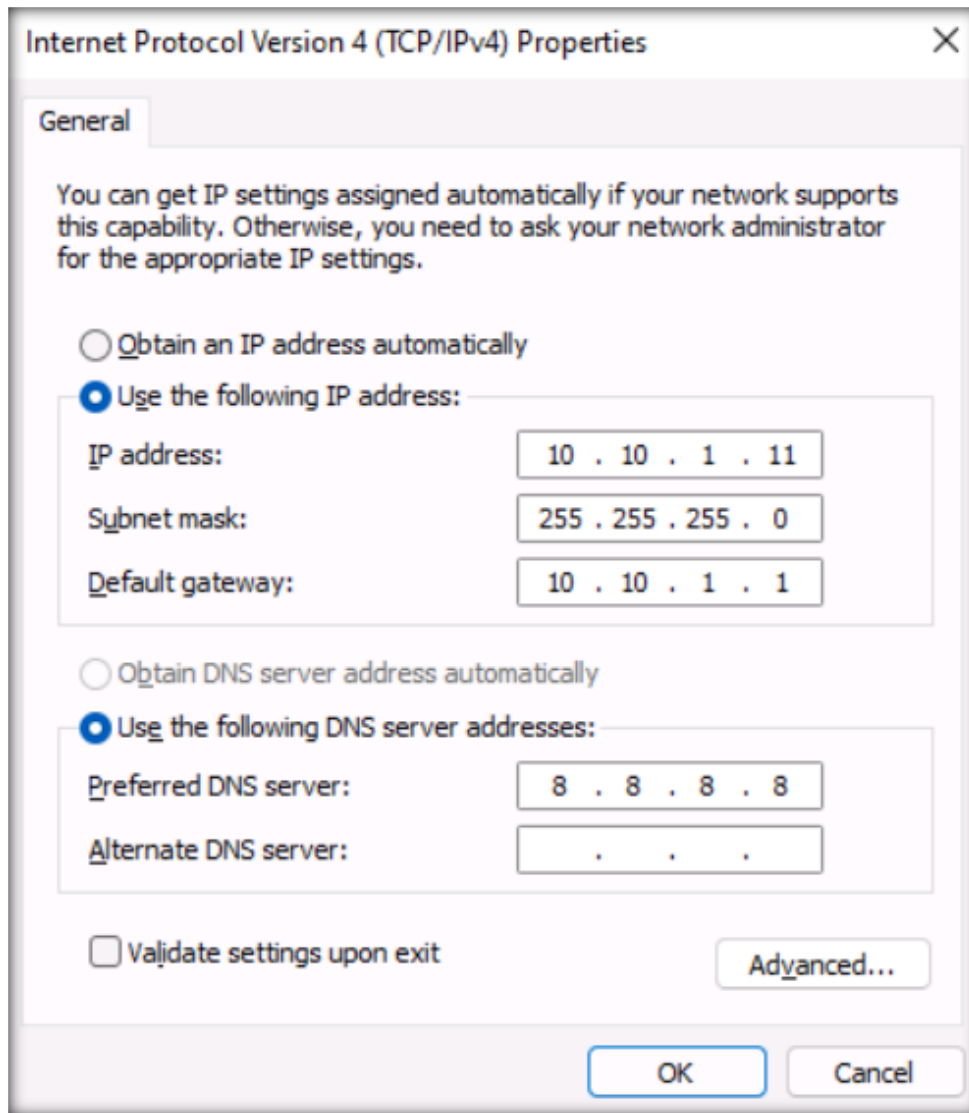 Internet Protocol Version 4 (TCP/IPv4) Properties
General
You can get IP settings assigned automatically if your network supports
this capability. Otherwise, you need to ask your network administrator
for the appropriate IP settings.
Obtain an IP address automatically
Use the following IP address:
IP address: 10 . 10 . 1 . 11
Subnet mask: 255 . 255 . 255 . 0
Default gateway: 10 . 10 . 1 . 1
Obtain DNS server address automatically
Use the following DNS server addresses:
Preferred DNS server: 8 . 8 . 8 . 8
Alternate DNS server: . . .
Validate settings upon exit
Advanced...
OK Cancel